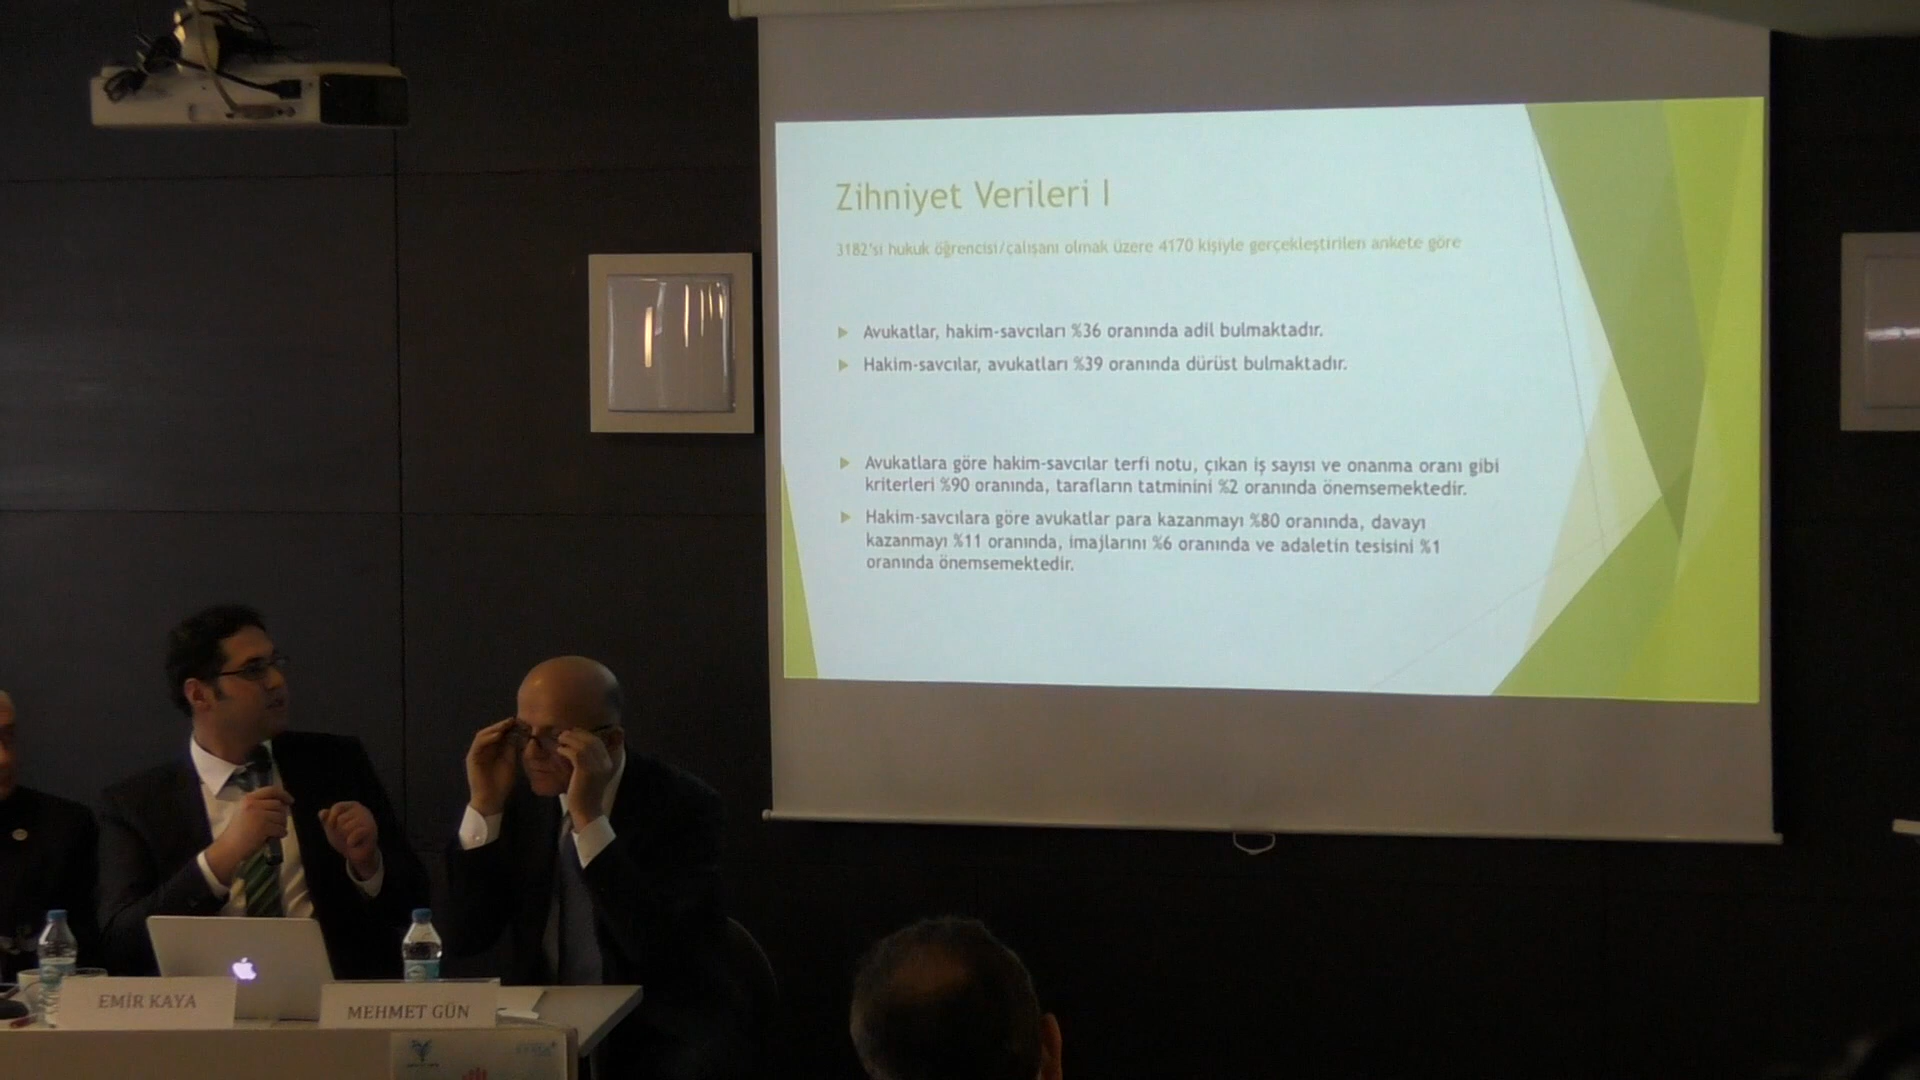 Zihniyet Verileri I
3182'si hukuk öğrencisi/çalışanı olmak üzere 4170 kişiyle gerçekleştirilen ankete göre
Avukatlar, hakim-savcıları %36 oranında adil bulmaktadır.
Hakim-savcılar, avukatları %39 oranında dürüst bulmaktadır.
Avukatlara göre hakim-savcılar terfi notu, çıkan iş sayısı ve onanma oranı gibi
kriterleri %90 oranında, tarafların tatminini %2 oranında önemsemektedir.
Hakim-savcılara göre avukatlar para kazanmayı %80 oranında, davayı
kazanmayı %11 oranında, imajlarını %6 oranında ve adaletin tesisini %1
oranında önemsemektedir.
EMİR KAYA
MEHMET GÜN